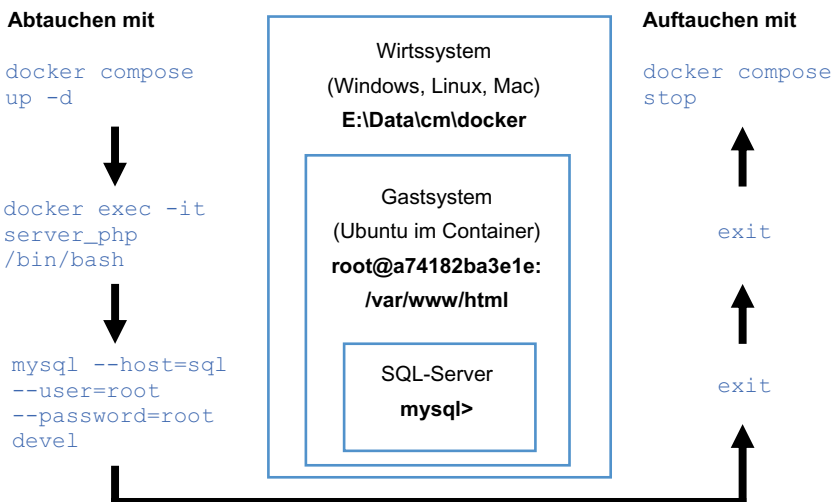 Abtauchen mit
docker compose
up -d
docker exec -it
server_php
/bin/bash
mysql --host=sql
--user=root
--password=root
devel
Wirtssystem
(Windows, Linux, Mac)
E:\Data\cm\docker
Gastsystem
(Ubuntu im Container)
root@a74182ba3e1e:
/var/www/html
SQL-Server
mysql>
Auftauchen mit
docker compose
stop
exit
exit